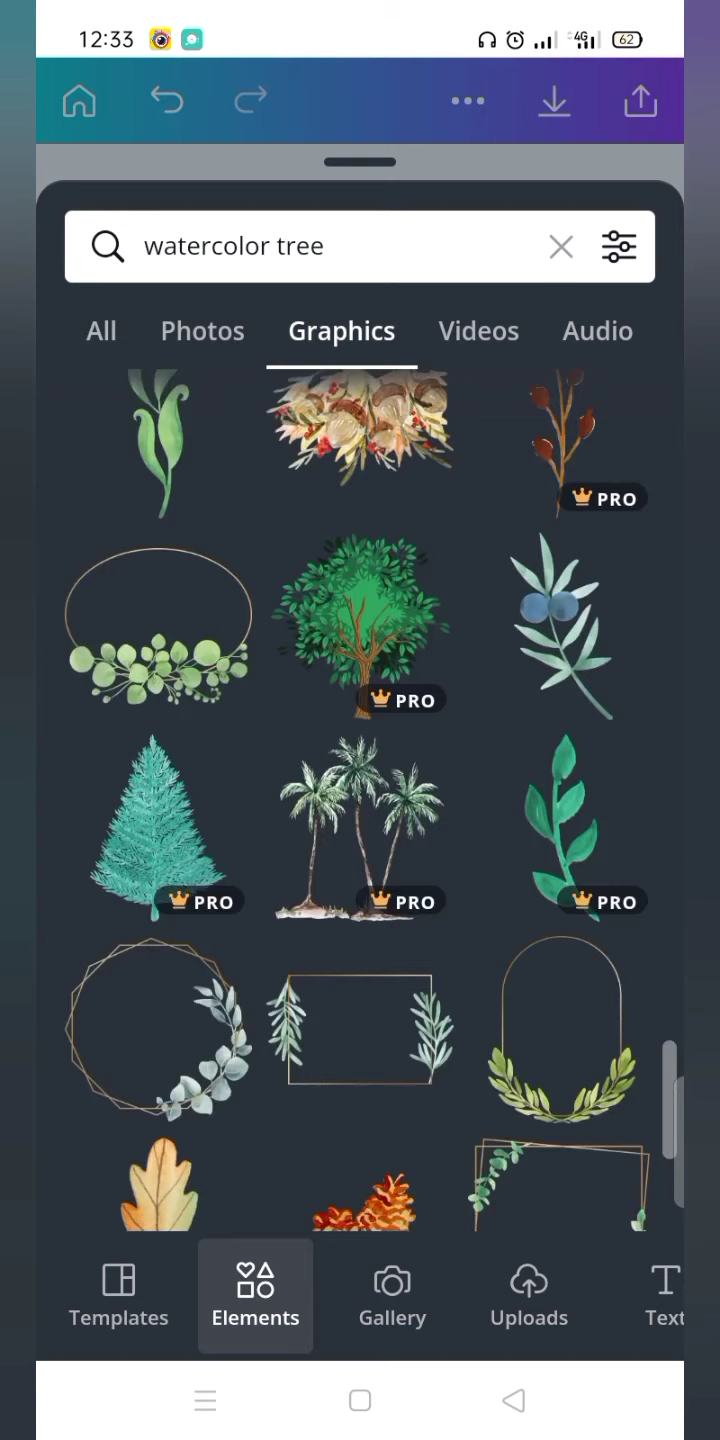 12:33 4G 62
watercolor tree
All Photos Graphics Videos Audio
PRO
PRO
PRO PRO PRO
Templates Elements Gallery Uploads Text